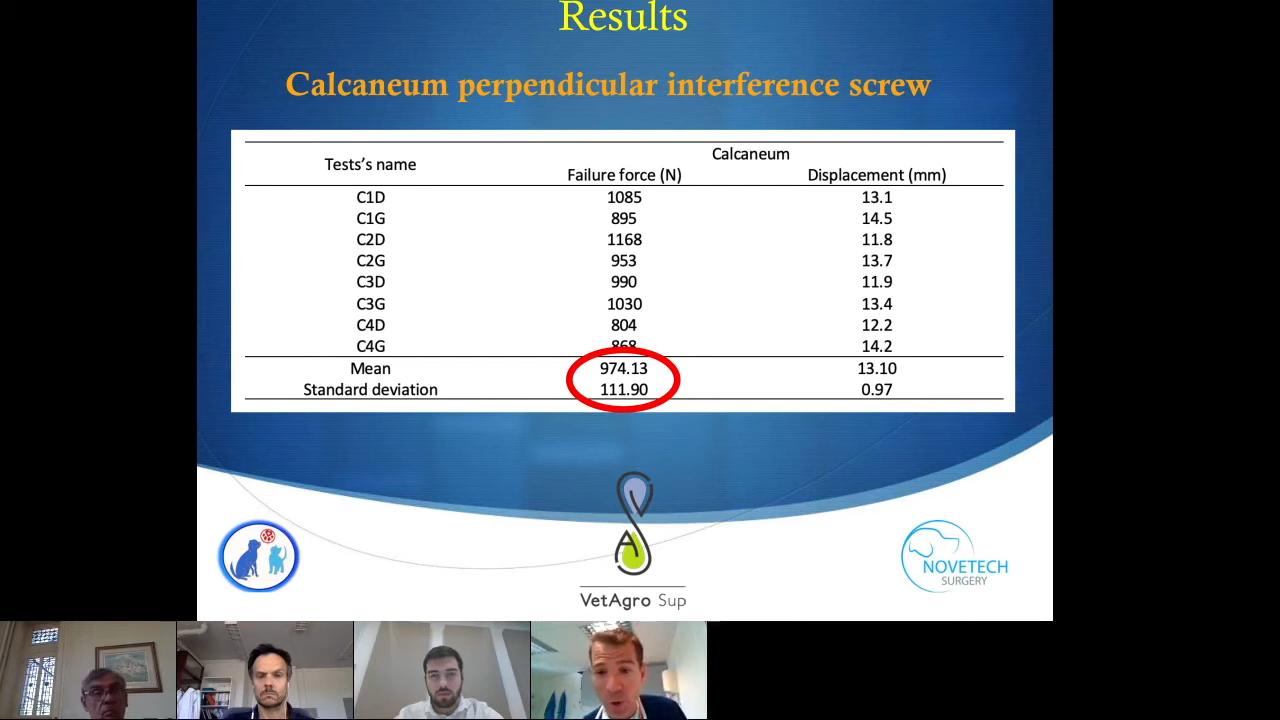 Results
Calcaneum perpendicular interference screw
Tests's name
Calcaneum
Failure force (N) Displacement (mm)
C1D 1085 13.1
C1G 895 14.5
C2D 1168 11.8
C2G 953 13.7
C3D 990 11.9
C3G 1030 13.4
C4D 804 12.2
C4G 868 14.2
Mean 974.13 13.10
Standard deviation 111.90 0.97
VetAgro Sup
NOVETECH
SURGERY